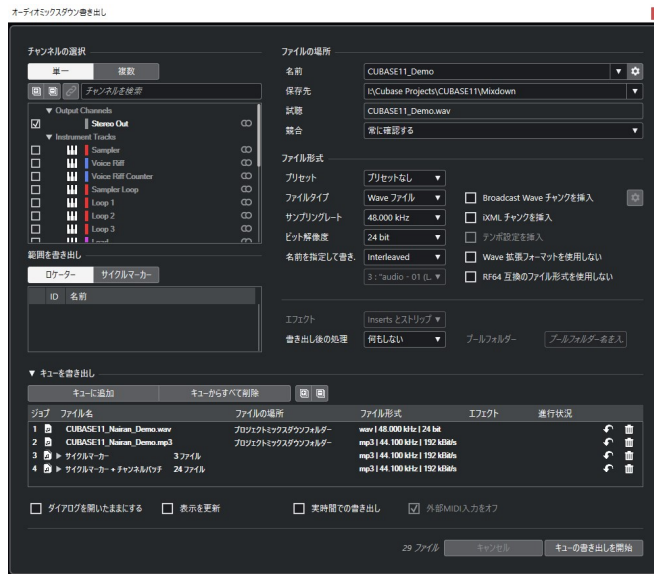 オーディオミックスダウン書き出し
チャンネルの選択
単一 複数
チャンネルを検索
▼ Output Channels
Stereo Out
▼ Instrument Tracks
Sampler
Voice Riff
Voice Riff Counter
Sampler Loop
Loop 1
Loop 2
Loop 3
Lead
範囲を書き出し
ロケーター サイクルマーカー
ID 名前
ファイルの場所
名前 CUBASE11_Demo
保存先 I:\Cubase Projects\CUBASE11\Mixdown
試聴 CUBASE11_Demo.wav
競合 常に確認する
ファイル形式
プリセット プリセットなし
ファイルタイプ Wave ファイル Broadcast Wave チャンクを挿入
サンプリングレート 48.000 kHz iXML チャンクを挿入
ビット解像度 24 bit テンポ設定を挿入
名前を指定して書き. Interleaved Wave 拡張フォーマットを使用しない
3 : "audio - 01 (L. RF64 互換のファイル形式を使用しない
エフェクト Inserts とストリップ
書き出し後の処理 何もしない プールフォルダー プールフォルダー名を入.
▼ キューを書き出し
キューに追加 キューからすべて削除
ジョブ ファイル名 ファイルの場所 ファイル形式 エフェクト 進行状況
1 CUBASE11_Nairan_Demo.wav プロジェクトミックスダウンフォルダー wav | 48.000 kHz | 24 bit
2 CUBASE11_Nairan_Demo.mp3 プロジェクトミックスダウンフォルダー mp3 | 44.100 kHz | 192 kBit/s
3 ▶ サイクルマーカー 3 ファイル mp3 | 44.100 kHz | 192 kBit/s
4 ▶ サイクルマーカー + チャンネルバッチ 24 ファイル mp3 | 44.100 kHz | 192 kBit/s
ダイアログを開いたままにする 表示を更新 実時間での書き出し 外部MIDI入力をオフ
29 ファイル キャンセル キューの書き出しを開始